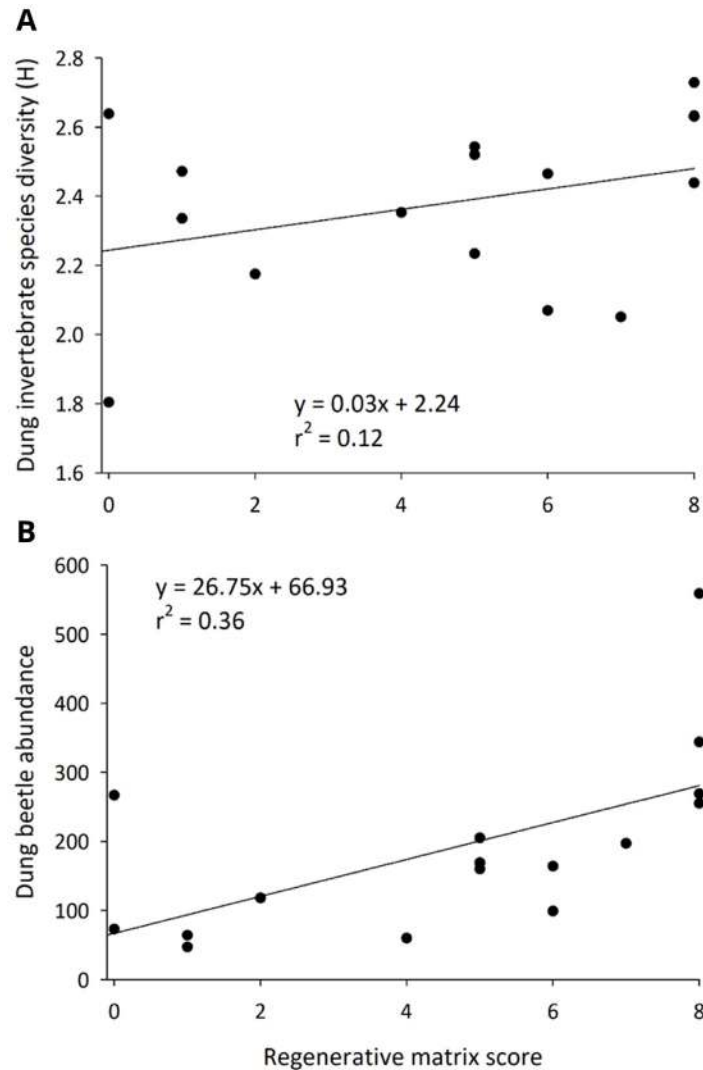 A
Dung invertebrate species diversity (H)
2.8
2.6
2.4
2.2
2.0
1.8
1.6
y = 0.03x + 2.24
r² = 0.12
0 2 4 6 8
B
Dung beetle abundance
600
500
400
300
200
100
0
y = 26.75x + 66.93
r² = 0.36
0 2 4 6 8
Regenerative matrix score